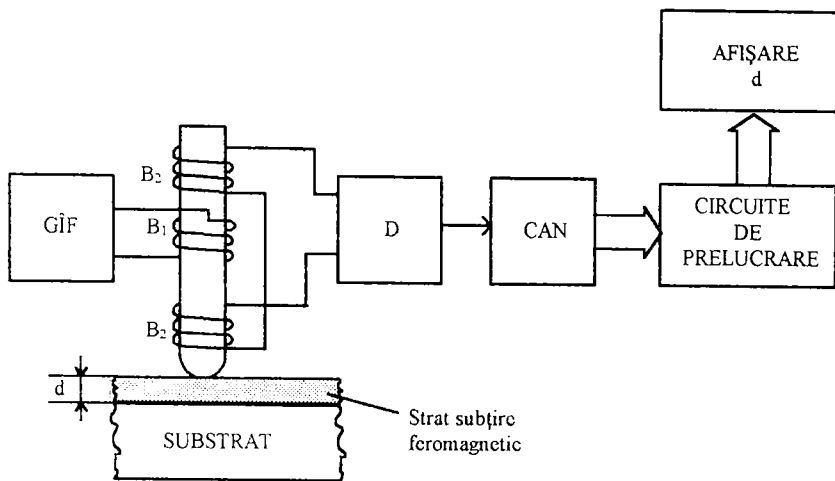 AFIŞARE
d
GÎF
B₂
B₁
B₂
D
CAN
CIRCUITE
DE
PRELUCRARE
d
SUBSTRAT
Strat subţire
feromagnetic